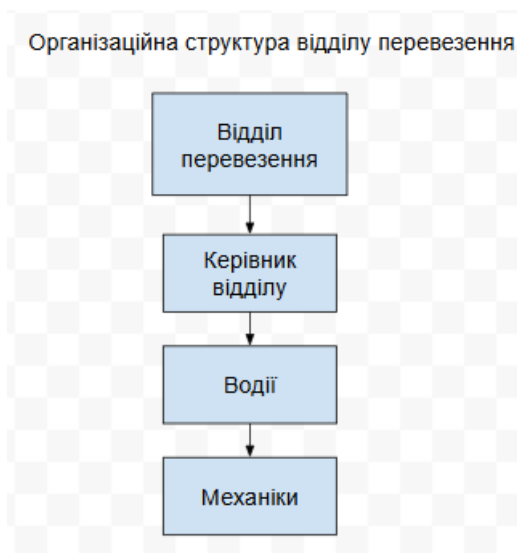 Організаційна структура відділу перевезення
Відділ
перевезення
Керівник
відділу
Водії
Механіки